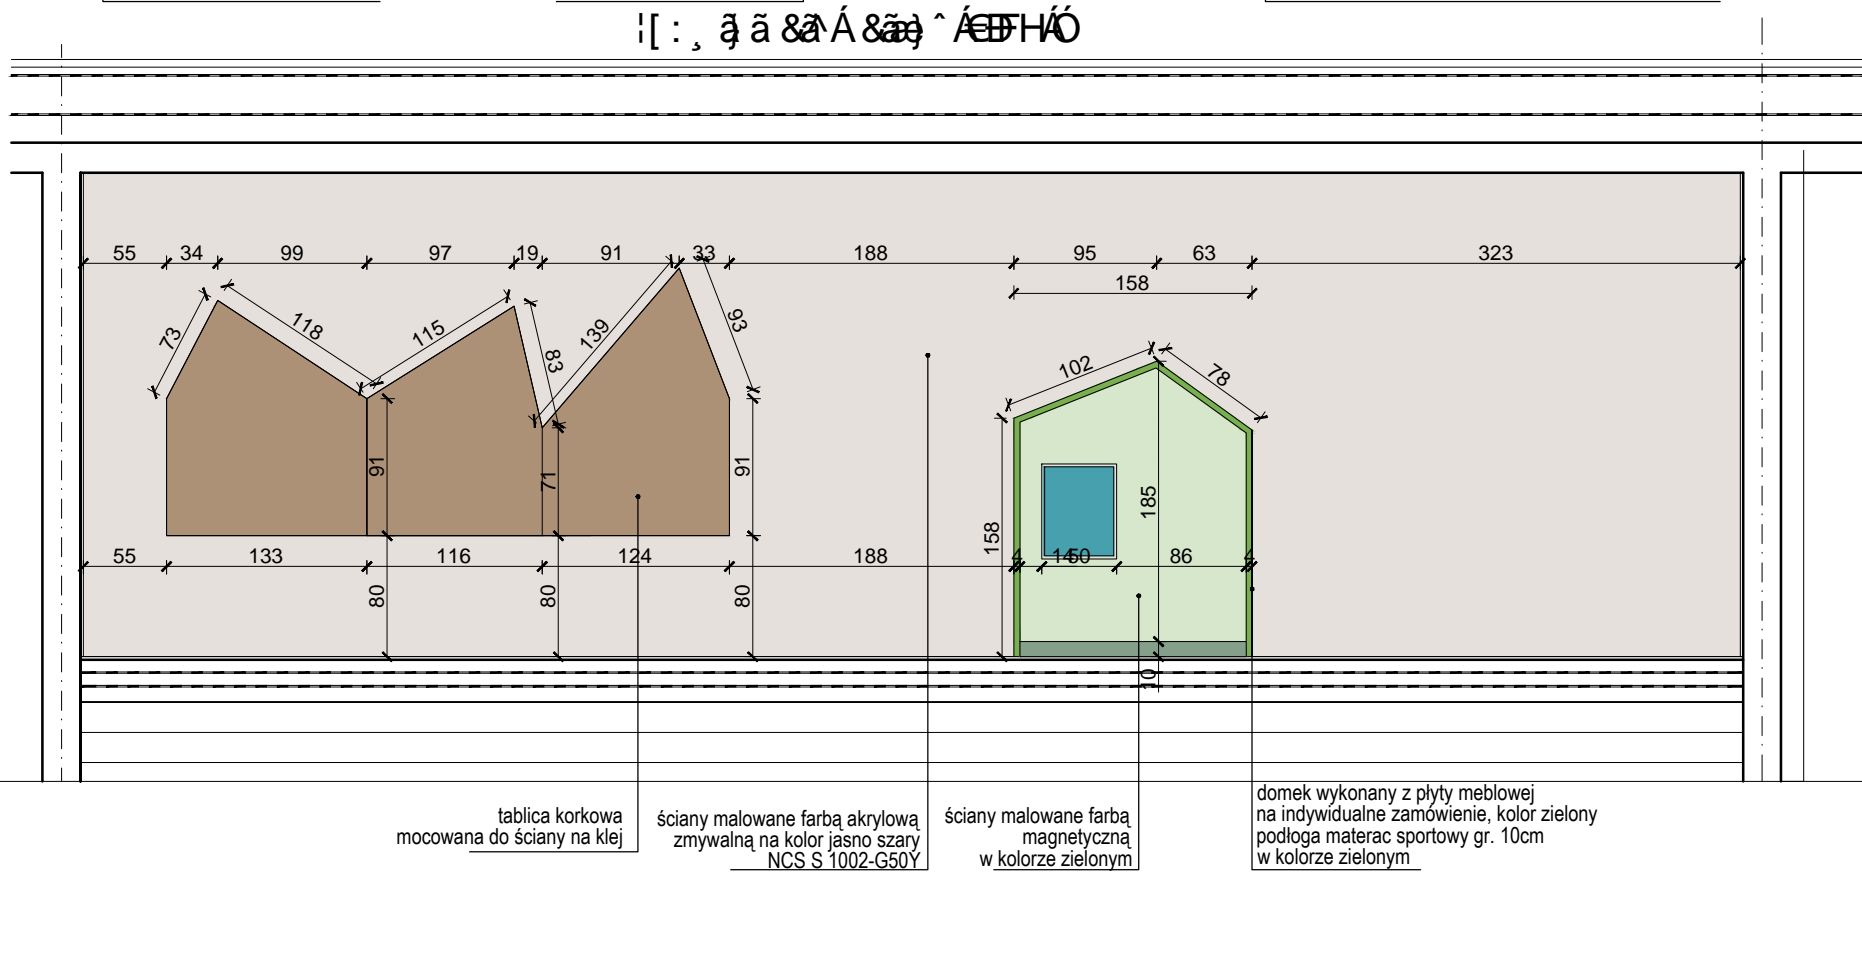 55 34 99 97 19 91 33 188 95 63 323
158
73 118 115 83 139 93 102 78
91 71 91 158 185
55 133 116 124 188 4 14 50 86 4
80 80 80 10
tablica korkowa
mocowana do ściany na klej
ściany malowane farbą akrylową
zmywalną na kolor jasno szary
NCS S 1002-G50Y
ściany malowane farbą
magnetyczną
w kolorze zielonym
domek wykonany z płyty meblowej
na indywidualne zamówienie, kolor zielony
podłoga materac sportowy gr. 10cm
w kolorze zielonym